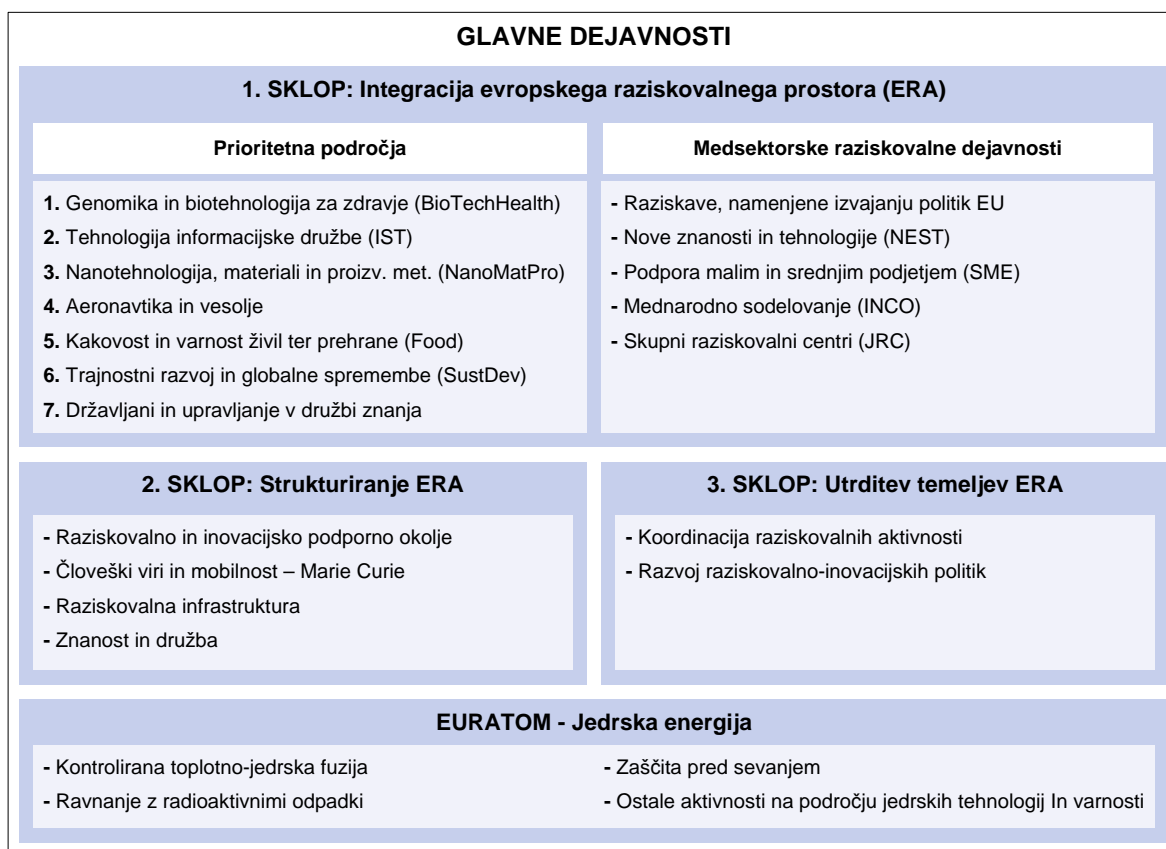 GLAVNE DEJAVNOSTI
1. SKLOP: Integracija evropskega raziskovalnega prostora (ERA)
Prioritetna področja
1. Genomika in biotehnologija za zdravje (BioTechHealth)
2. Tehnologija informacijske družbe (IST)
3. Nanotehnologija, materiali in proizv. met. (NanoMatPro)
4. Aeronavtika in vesolje
5. Kakovost in varnost živil ter prehrane (Food)
6. Trajnostni razvoj in globalne spremembe (SustDev)
7. Državljani in upravljanje v družbi znanja
Medsektorske raziskovalne dejavnosti
- Raziskave, namenjene izvajanju politik EU
- Nove znanosti in tehnologije (NEST)
- Podpora malim in srednjim podjetjem (SME)
- Mednarodno sodelovanje (INCO)
- Skupni raziskovalni centri (JRC)
2. SKLOP: Strukturiranje ERA
- Raziskovalno in inovacijsko podporno okolje
- Človeški viri in mobilnost – Marie Curie
- Raziskovalna infrastruktura
- Znanost in družba
3. SKLOP: Utrditev temeljev ERA
- Koordinacija raziskovalnih aktivnosti
- Razvoj raziskovalno-inovacijskih politik
EURATOM - Jedrska energija
- Kontrolirana toplotno-jedrska fuzija
- Ravnanje z radioaktivnimi odpadki
- Zaščita pred sevanjem
- Ostale aktivnosti na področju jedrskih tehnologij In varnosti